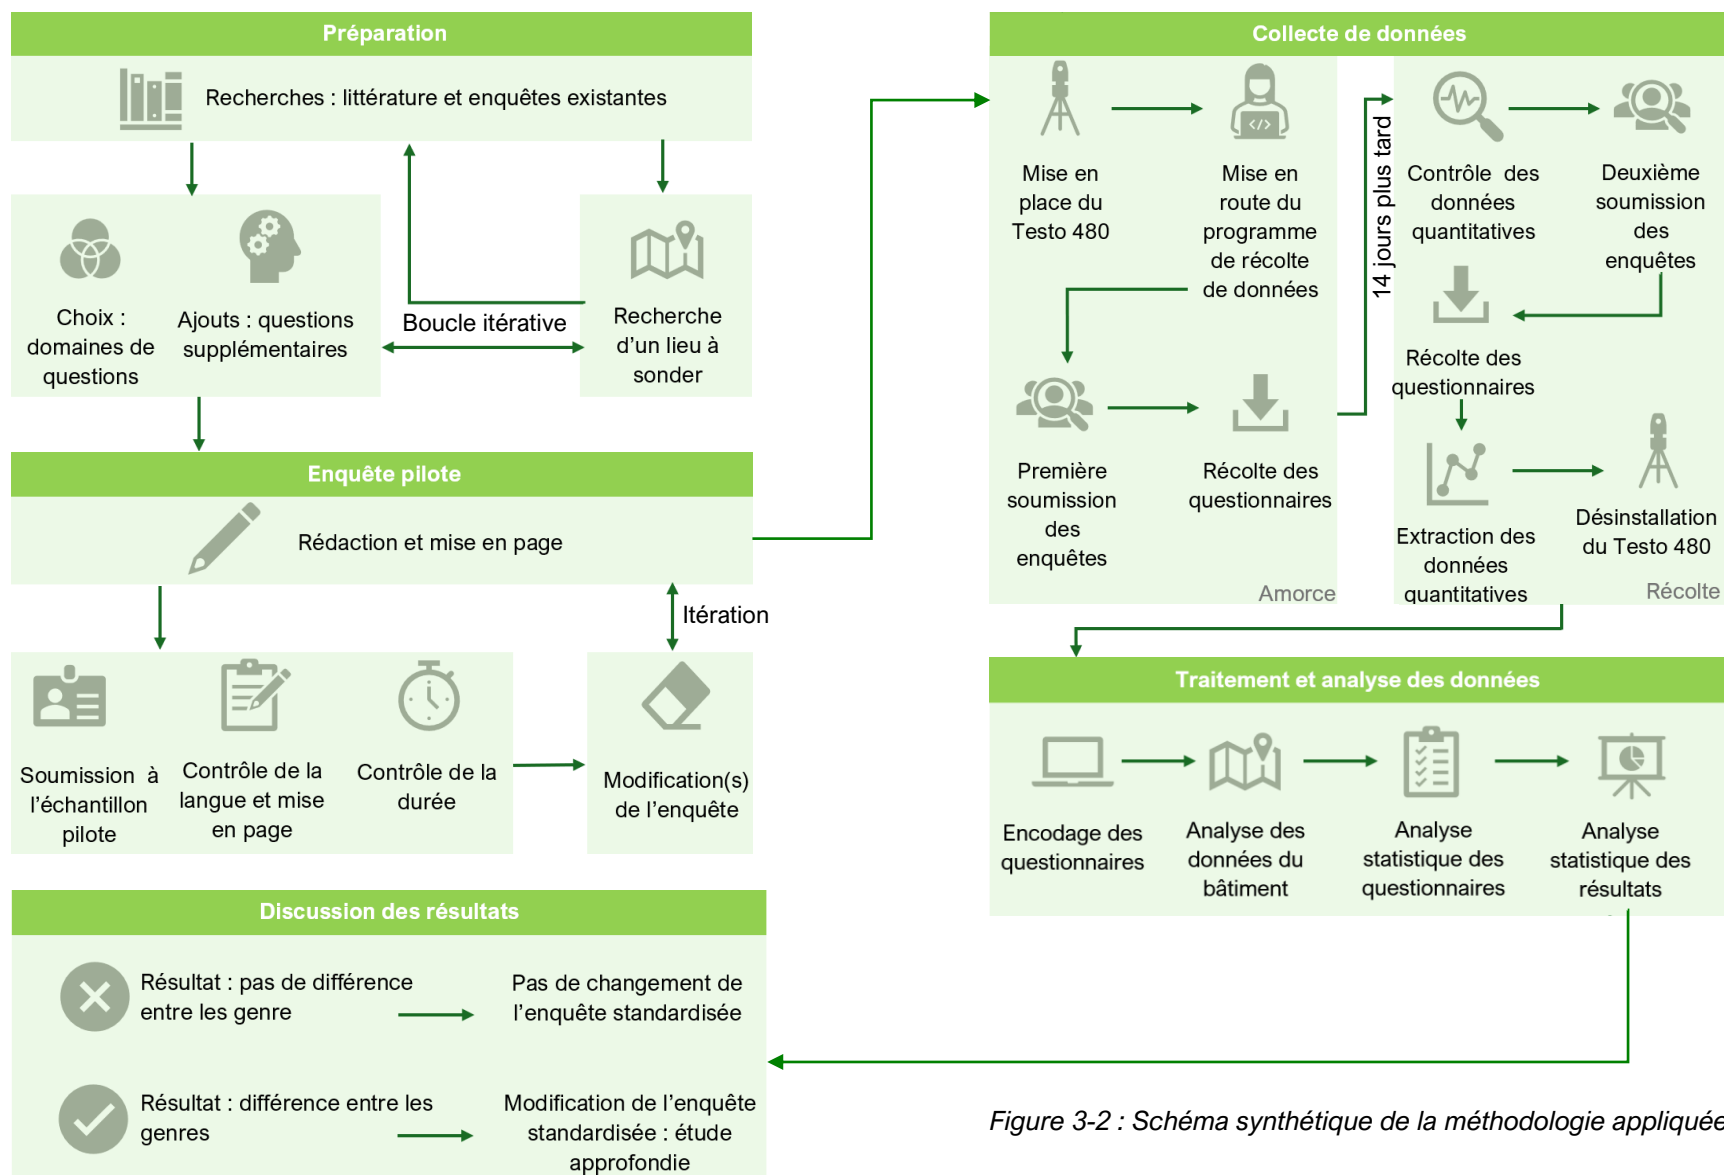 Préparation
Recherches : littérature et enquêtes existantes
Choix :
domaines de
questions
Ajouts : questions
supplémentaires
Boucle itérative
Recherche
d'un lieu à
sonder
Enquête pilote
Rédaction et mise en page
Itération
Soumission à
l'échantillon
pilote
Contrôle de la
langue et mise
en page
Contrôle de la
durée
Modification(s)
de l'enquête
Collecte de données
Mise en
place du
Testo 480
Mise en
route du
programme
de récolte
de données
Première
soumission
des
enquêtes
Récolte des
questionnaires
Amorce
14 jours plus tard
Contrôle des
données
quantitatives
Deuxième
soumission
des
enquêtes
Récolte des
questionnaires
Extraction des
données
quantitatives
Désinstallation
du Testo 480
Récolte
Traitement et analyse des données
Encodage des
questionnaires
Analyse des
données du
bâtiment
Analyse
statistique des
questionnaires
Analyse
statistique des
résultats
Discussion des résultats
Résultat : pas de différence
entre les genre
Pas de changement de
l'enquête standardisée
Résultat : différence entre les
genres
Modification de l'enquête
standardisée : étude
approfondie
Figure 3-2 : Schéma synthétique de la méthodologie appliquée